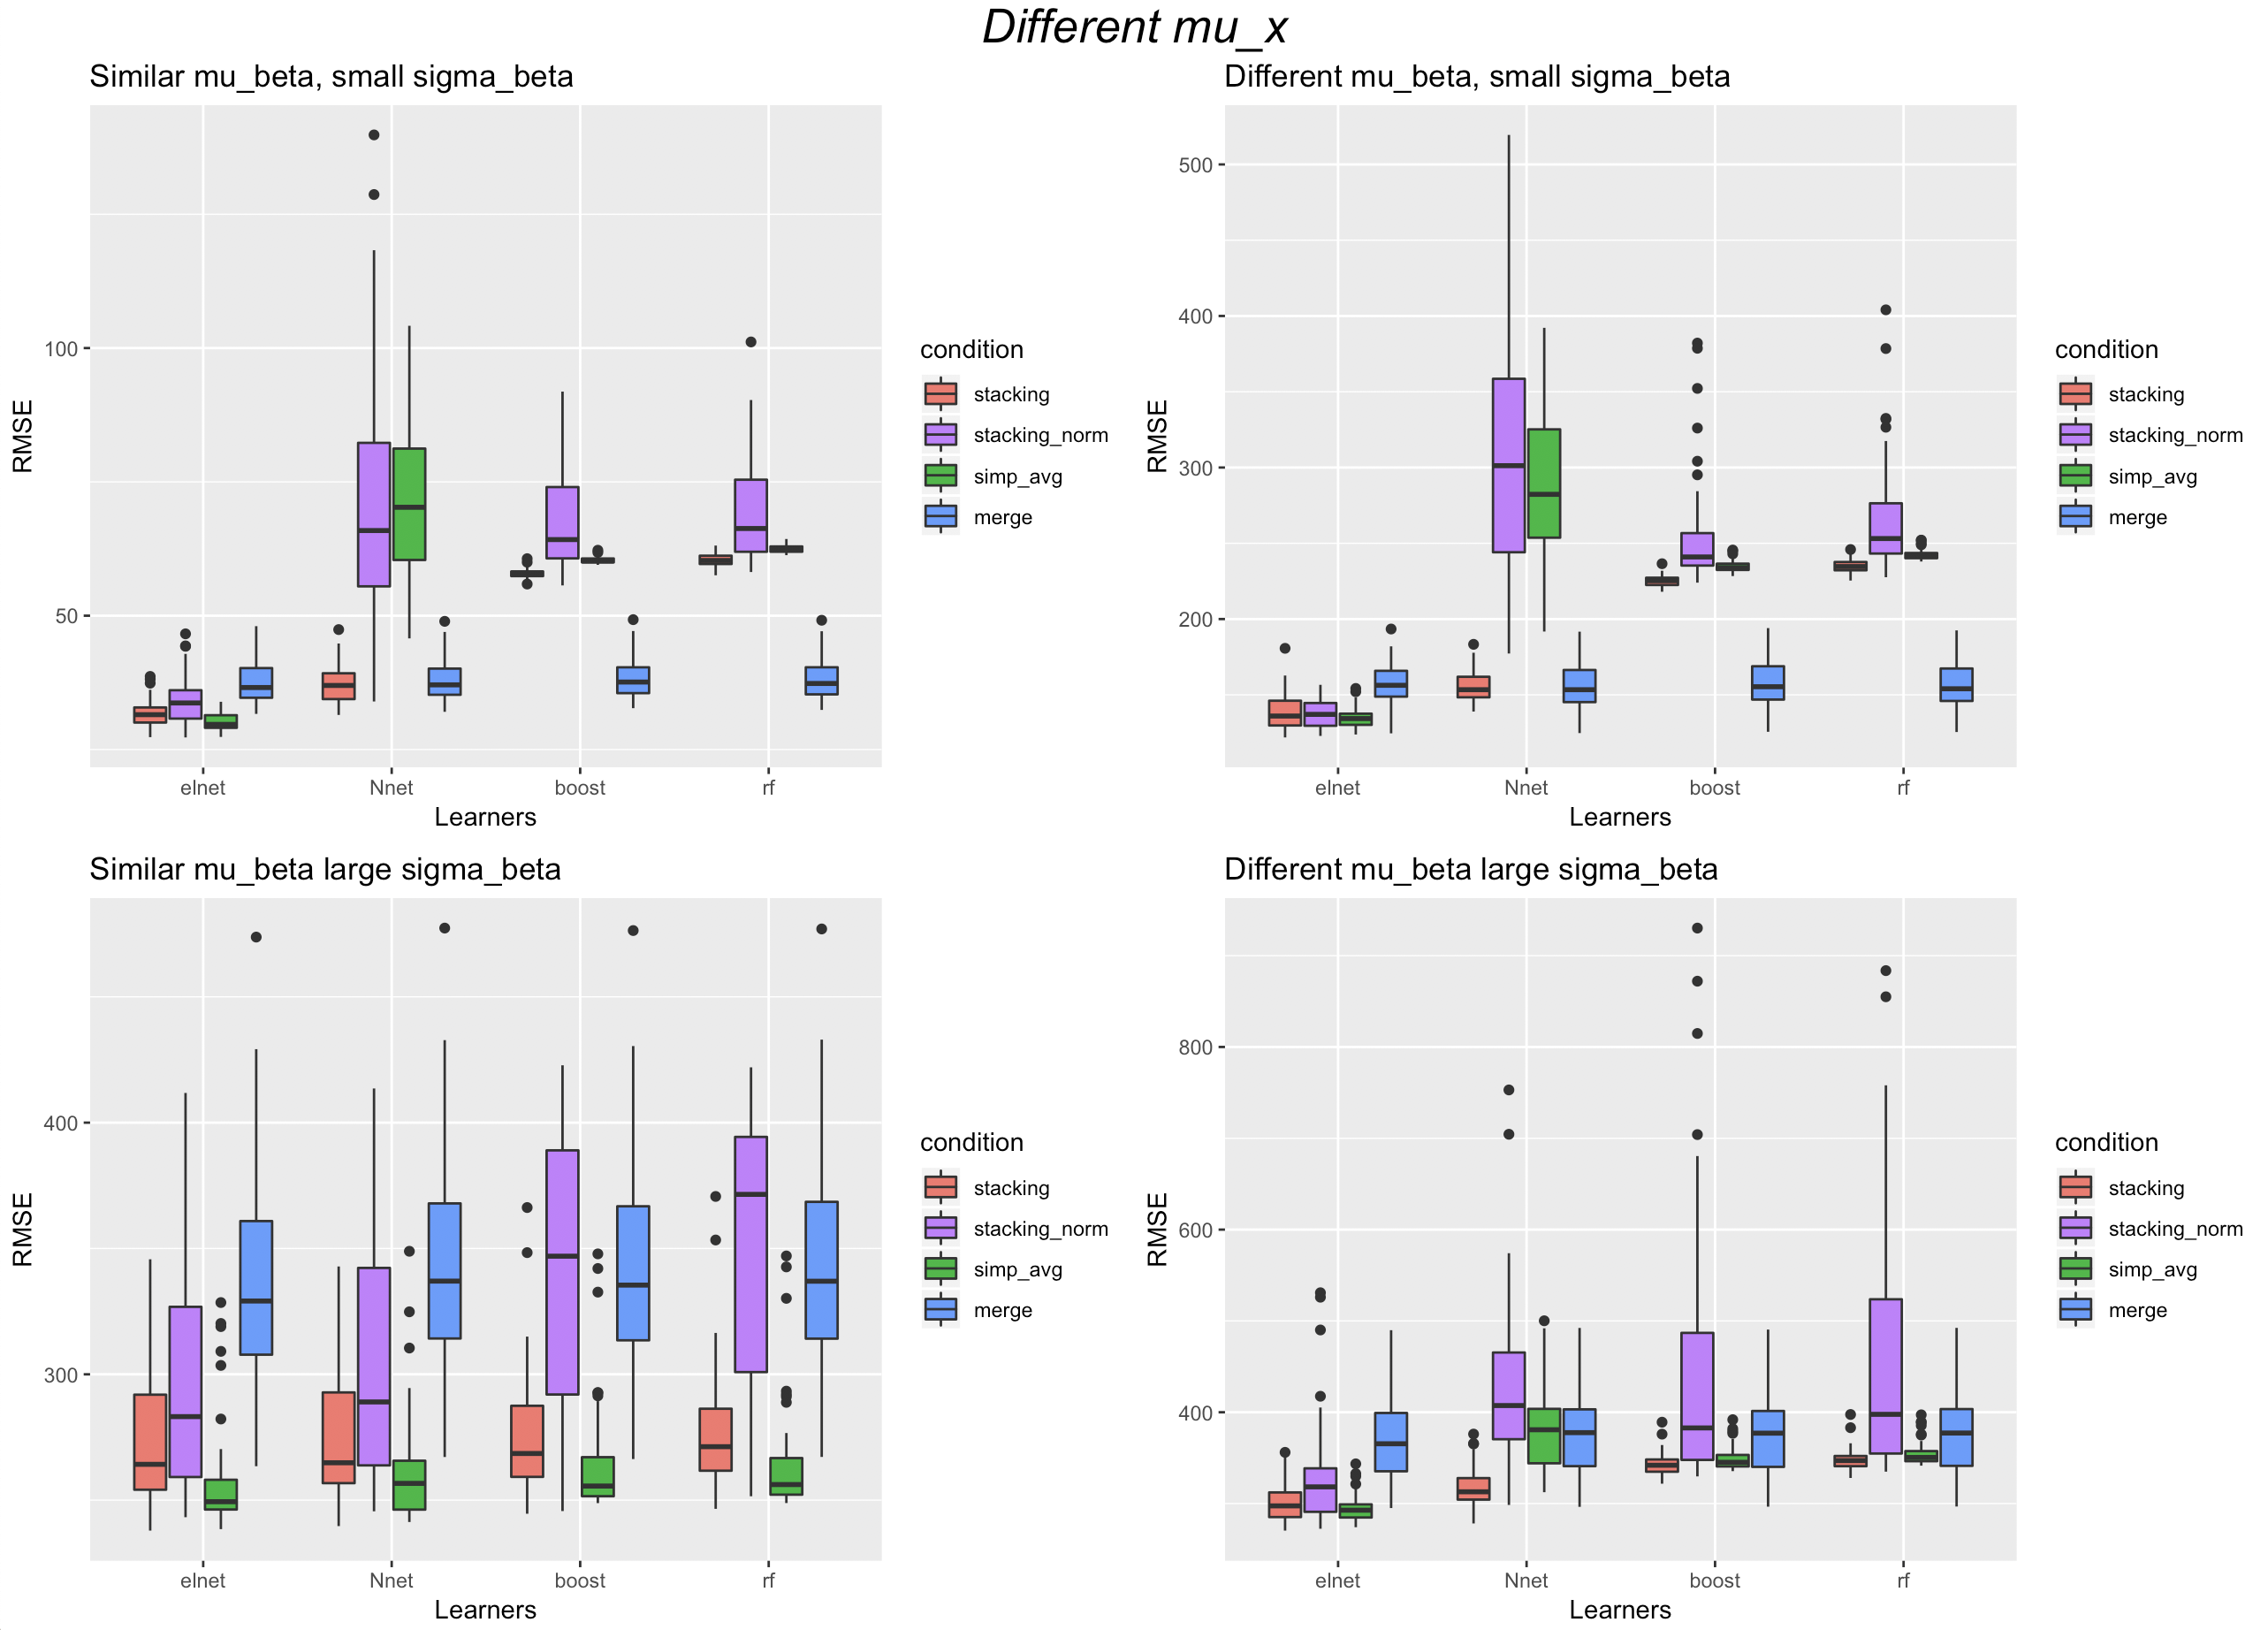 Different mu_x
Similar mu_beta, small sigma_beta
RMSE
100
50
elnet Nnet boost rf
Learners
condition
stacking
stacking_norm
simp_avg
merge
Different mu_beta, small sigma_beta
RMSE
500
400
300
200
elnet Nnet boost rf
Learners
condition
stacking
stacking_norm
simp_avg
merge
Similar mu_beta large sigma_beta
RMSE
400
300
elnet Nnet boost rf
Learners
condition
stacking
stacking_norm
simp_avg
merge
Different mu_beta large sigma_beta
RMSE
800
600
400
elnet Nnet boost rf
Learners
condition
stacking
stacking_norm
simp_avg
merge